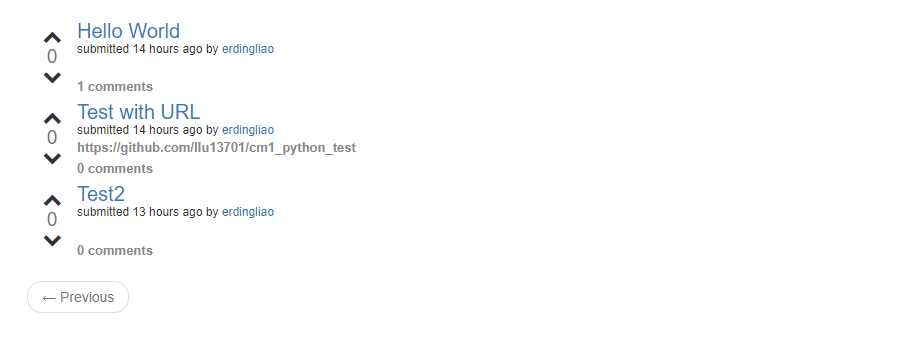 Hello World
0
submitted 14 hours ago by erdingliao
1 comments
Test with URL
0
submitted 14 hours ago by erdingliao
https://github.com/llu13701/cm1_python_test
0 comments
Test2
0
submitted 13 hours ago by erdingliao
0 comments
← Previous